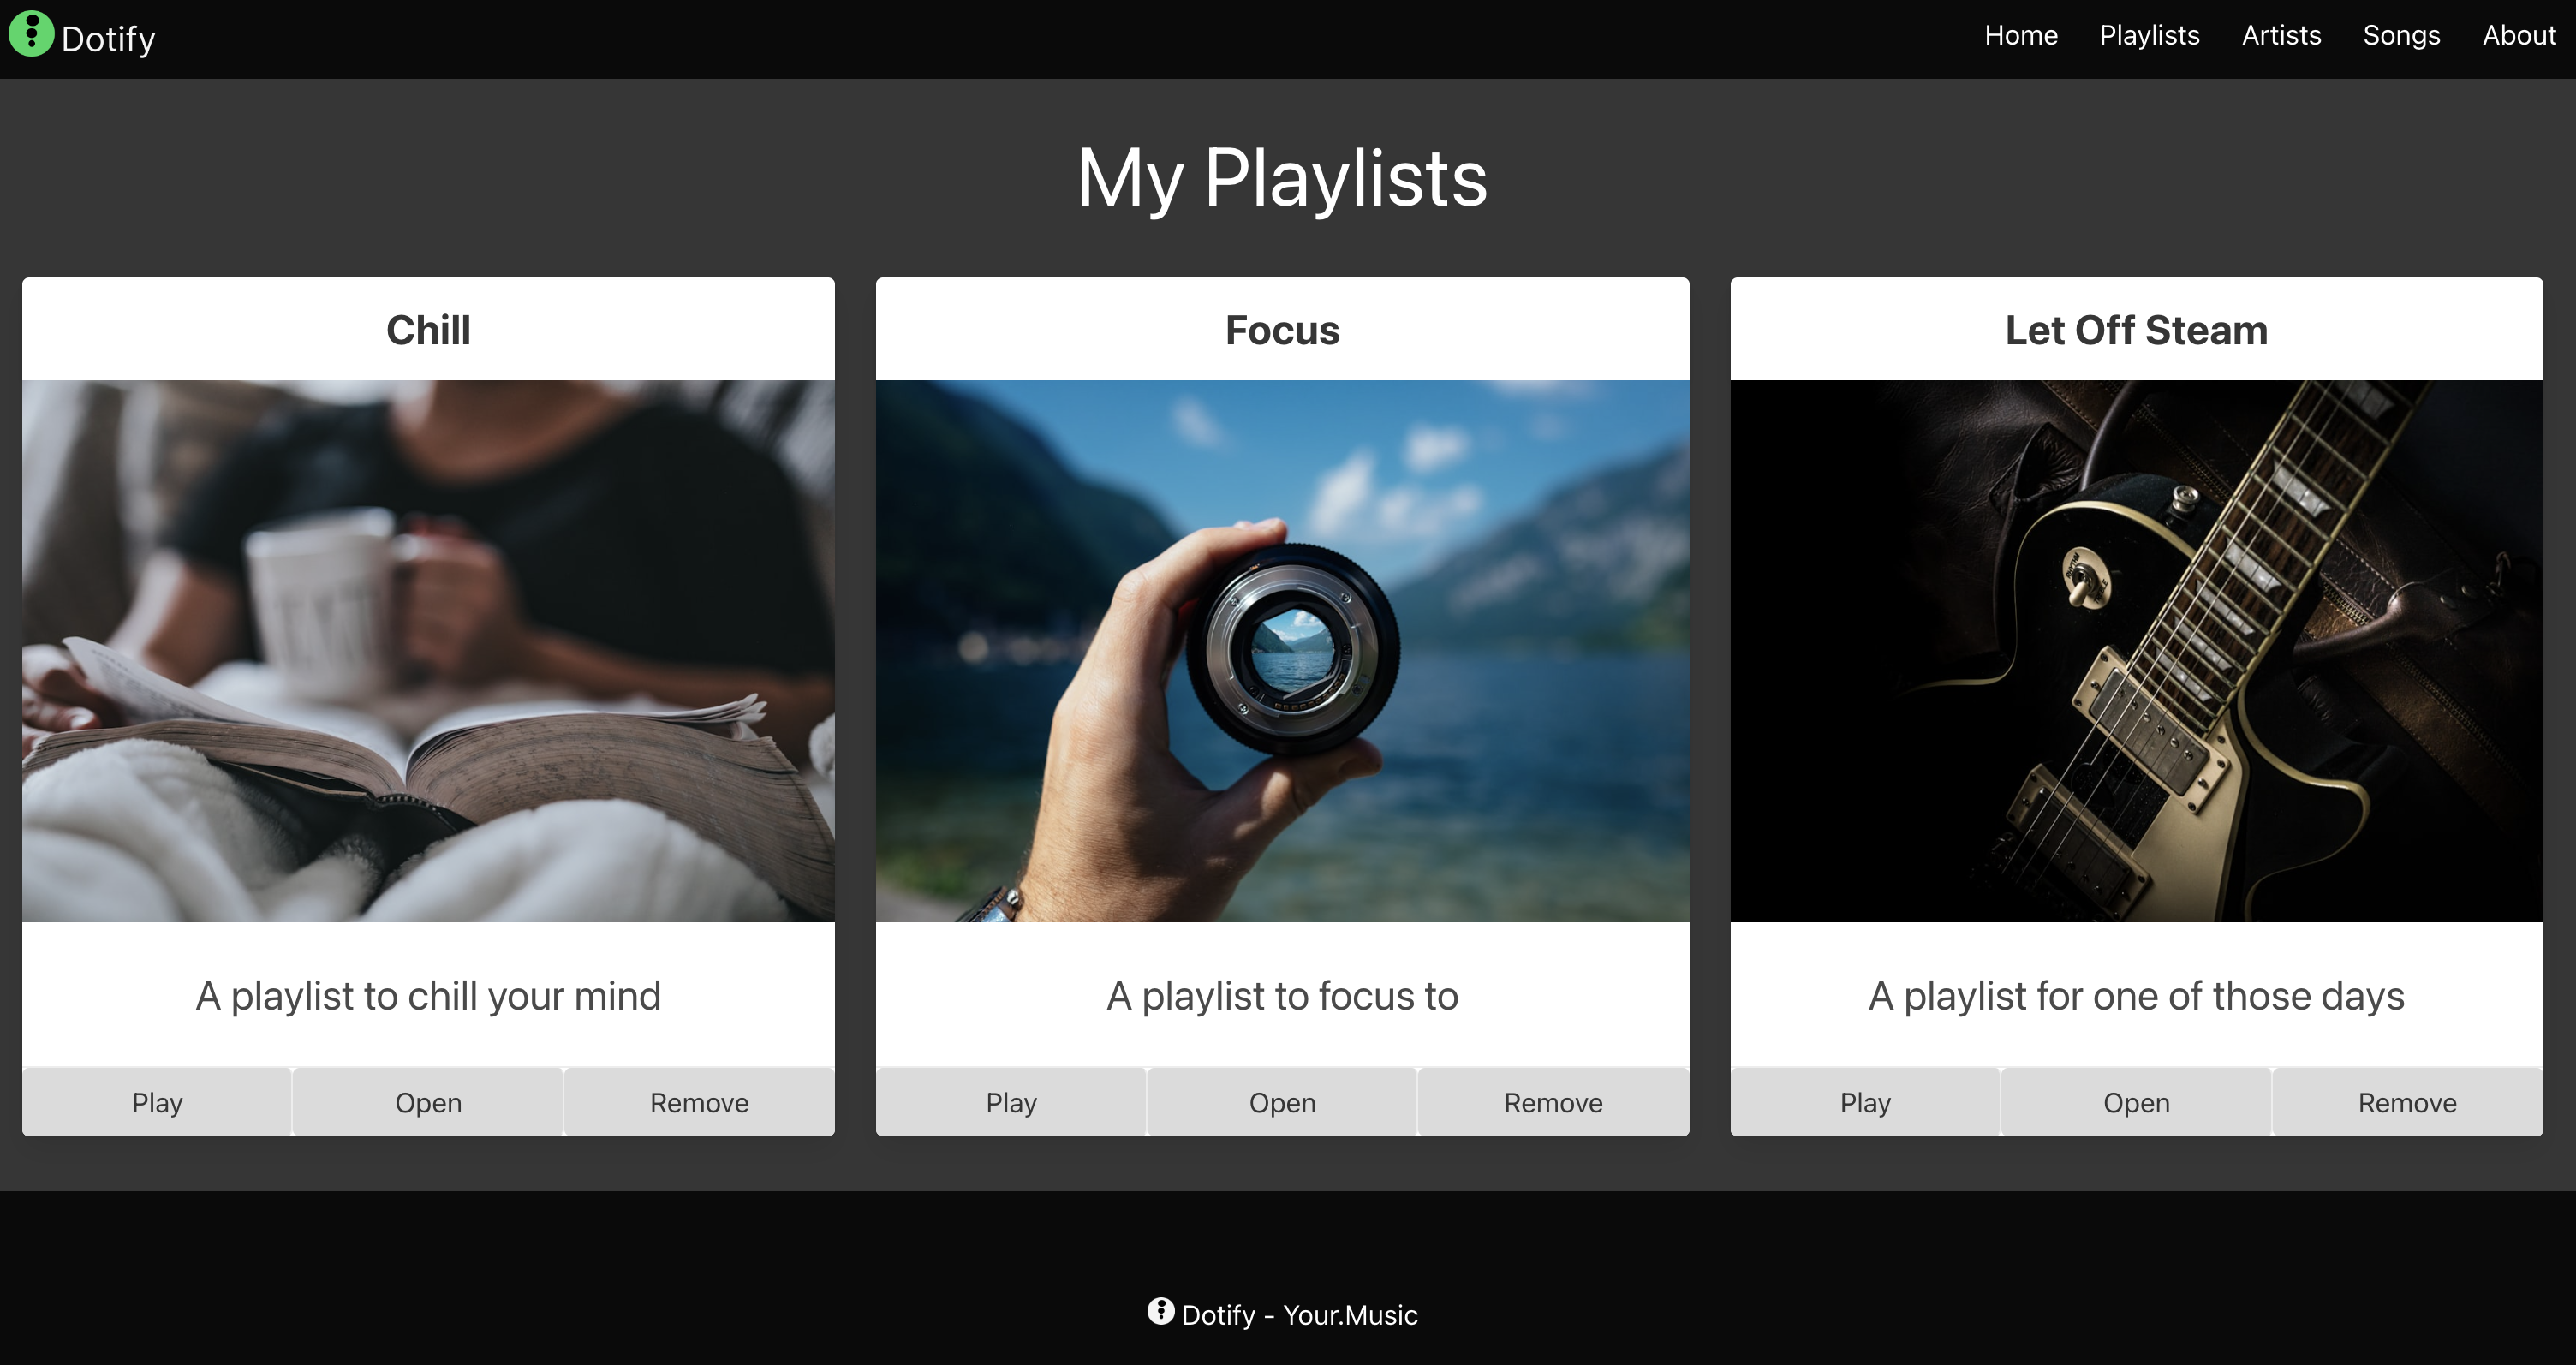 Dotify
Home Playlists Artists Songs About
My Playlists
Chill
Focus
Let Off Steam
A playlist to chill your mind
A playlist to focus to
A playlist for one of those days
Play Open Remove
Play Open Remove
Play Open Remove
Dotify - Your.Music